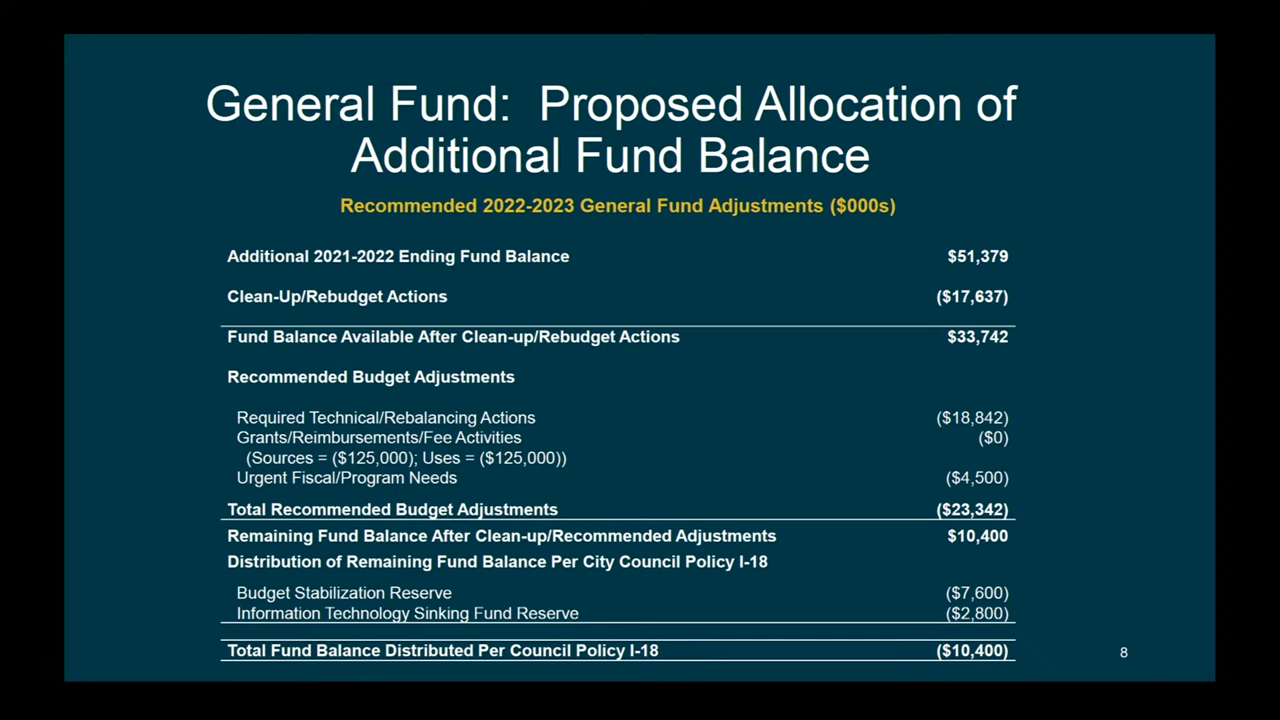 General Fund: Proposed Allocation of
Additional Fund Balance
Recommended 2022-2023 General Fund Adjustments ($000s)
Additional 2021-2022 Ending Fund Balance $51,379
Clean-Up/Rebudget Actions ($17,637)
Fund Balance Available After Clean-up/Rebudget Actions $33,742
Recommended Budget Adjustments
Required Technical/Rebalancing Actions ($18,842)
Grants/Reimbursements/Fee Activities ($0)
(Sources = ($125,000); Uses = ($125,000))
Urgent Fiscal/Program Needs ($4,500)
Total Recommended Budget Adjustments ($23,342)
Remaining Fund Balance After Clean-up/Recommended Adjustments $10,400
Distribution of Remaining Fund Balance Per City Council Policy I-18
Budget Stabilization Reserve ($7,600)
Information Technology Sinking Fund Reserve ($2,800)
Total Fund Balance Distributed Per Council Policy I-18 ($10,400)
8